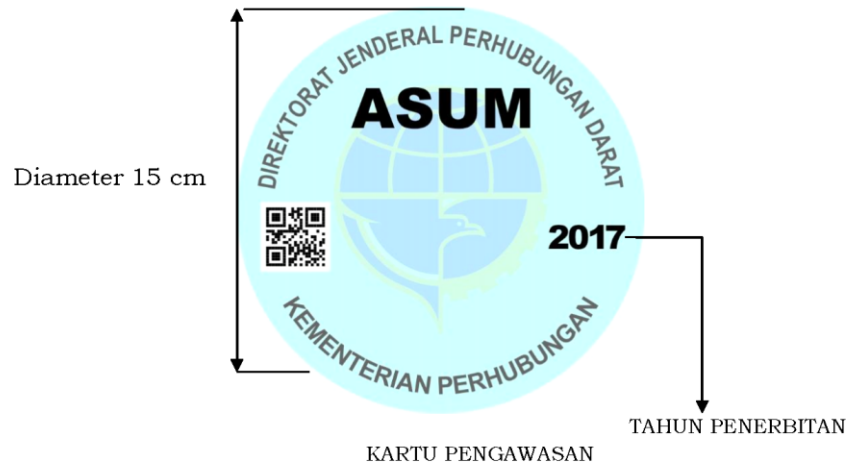 DIREKTORAT JENDERAL PERHUBUNGAN DARAT
ASUM
Diameter 15 cm
2017
KEMENTERIAN PERHUBUNGAN
TAHUN PENERBITAN
KARTU PENGAWASAN